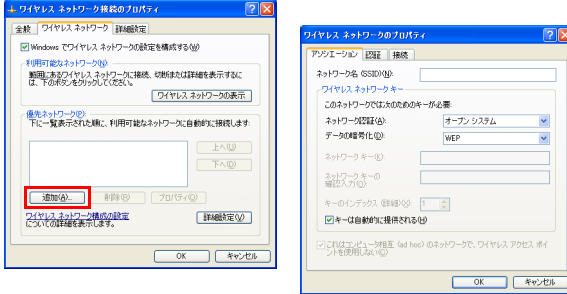 ワイヤレス ネットワーク 接続のプロパティ
全般 ワイヤレス ネットワーク 詳細設定
Windows でワイヤレス ネットワークの設定を構成する(W)
利用可能なネットワーク(N):
範囲にあるワイヤレス ネットワークに接続、切断または詳細を表示するに
は、下のボタンをクリックしてください。
ワイヤレス ネットワークの表示
優先ネットワーク(P):
下に一覧表示された順に、利用可能なネットワークに自動的に接続します:
上へ(U)
下へ(D)
追加(A)... 削除(R) プロパティ(O)
ワイヤレス ネットワーク構成の設定
についての詳細を表示します。
詳細設定(V)
OK キャンセル
ワイヤレス ネットワークのプロパティ
アソシエーション 認証 接続
ネットワーク名 (SSID)(N):
ワイヤレス ネットワーク キー
このネットワークでは次のためのキーが必要:
ネットワーク認証(A): オープン システム
データの暗号化(D): WEP
ネットワーク キー(K):
ネットワーク キーの
確認入力(O):
キーのインデックス (詳細)(X): 1
キーは自動的に提供される(H)
これはコンピュータ相互 (ad hoc) のネットワークで、ワイヤレス アクセス ポイ
ントを使用しない(C)
OK キャンセル